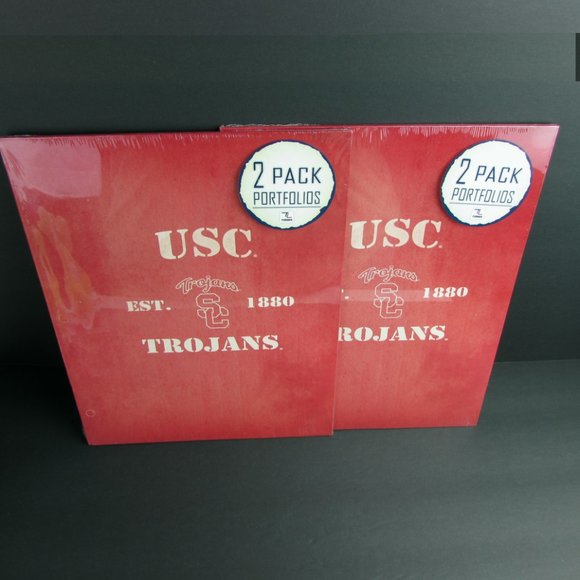 2 PACK
PORTFOLIOS
USC
Trojans
EST. SC 1880
TROJANS
2 PACK
PORTFOLIOS
USC
Trojans
. SC 1880
ROJANS